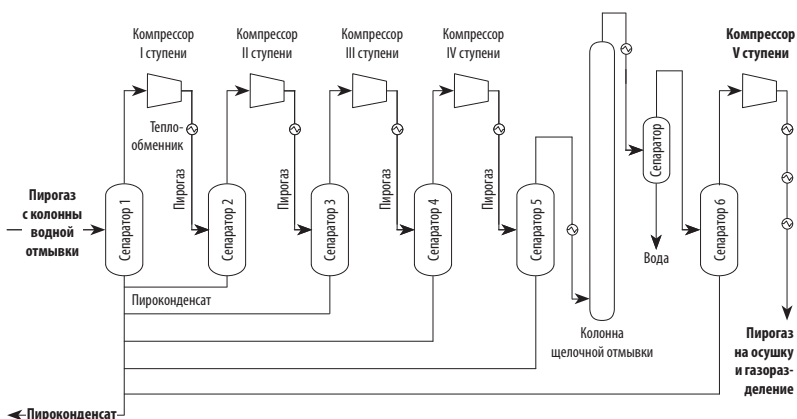 Компрессор
I ступени
Компрессор
II ступени
Компрессор
III ступени
Компрессор
IV ступени
Компрессор
V ступени
Тепло-
обменник
Пирогаз
Пирогаз
Пирогаз
Пирогаз
Пирогаз
с колонны
водной
отмывки
Сепаратор 1
Сепаратор 2
Сепаратор 3
Сепаратор 4
Сепаратор 5
Сепаратор
Сепаратор 6
Вода
Пироконденсат
Колонна
щелочной отмывки
Пирогаз
на осушку
и газораз-
деление
Пироконденсат